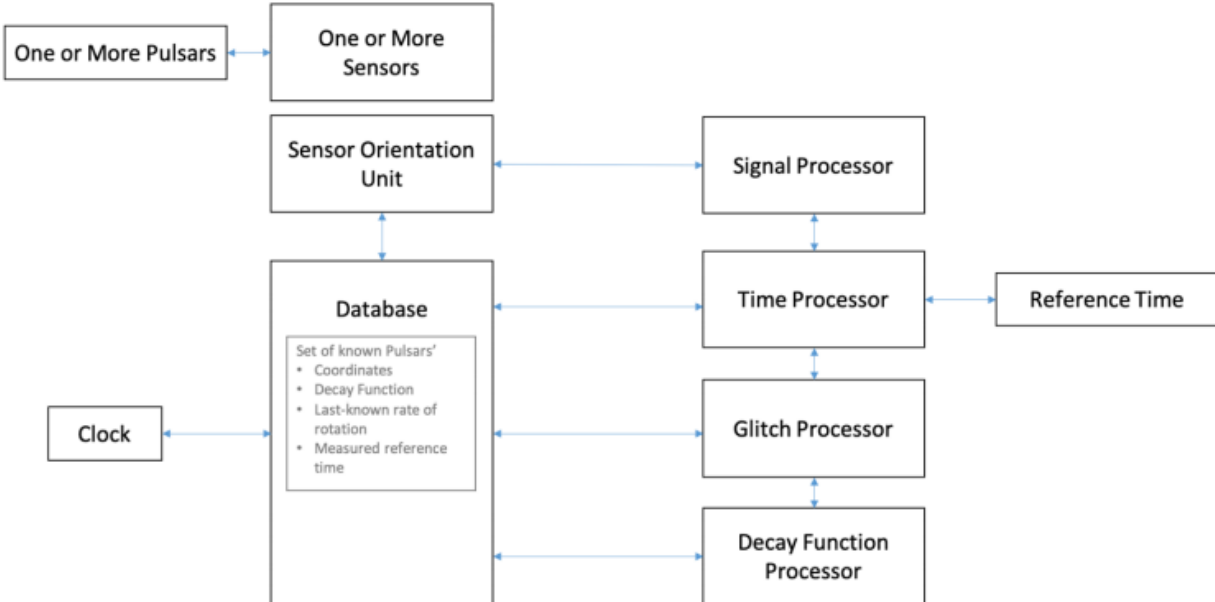 One or More Pulsars
One or More
Sensors
Sensor Orientation
Unit
Signal Processor
Database
Set of known Pulsars'
• Coordinates
• Decay Function
• Last-known rate of
rotation
• Measured reference
time
Time Processor
Reference Time
Clock
Glitch Processor
Decay Function
Processor